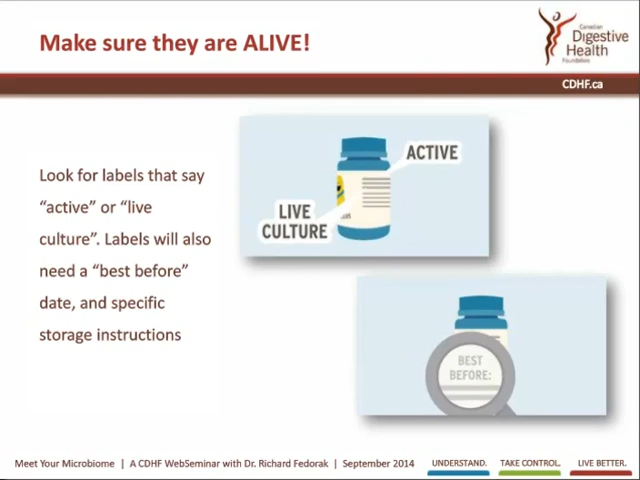 Make sure they are ALIVE!
Canadian
Digestive
Health
Foundation
CDHF.ca
Look for labels that say
“active” or “live
culture”. Labels will also
need a “best before”
date, and specific
storage instructions
ACTIVE
LIVE
CULTURE
BEST
BEFORE:
Meet Your Microbiome | A CDHF WebSeminar with Dr. Richard Fedorak | September 2014
UNDERSTAND. TAKE CONTROL. LIVE BETTER.